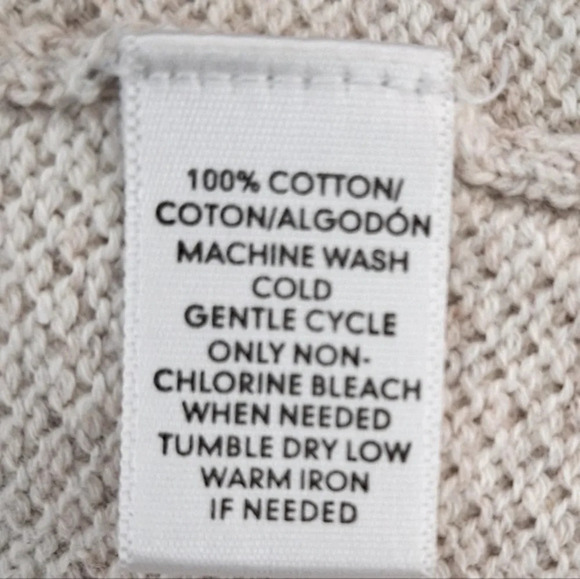 100% COTTON/
COTON/ALGODÓN
MACHINE WASH
COLD
GENTLE CYCLE
ONLY NON-
CHLORINE BLEACH
WHEN NEEDED
TUMBLE DRY LOW
WARM IRON
IF NEEDED